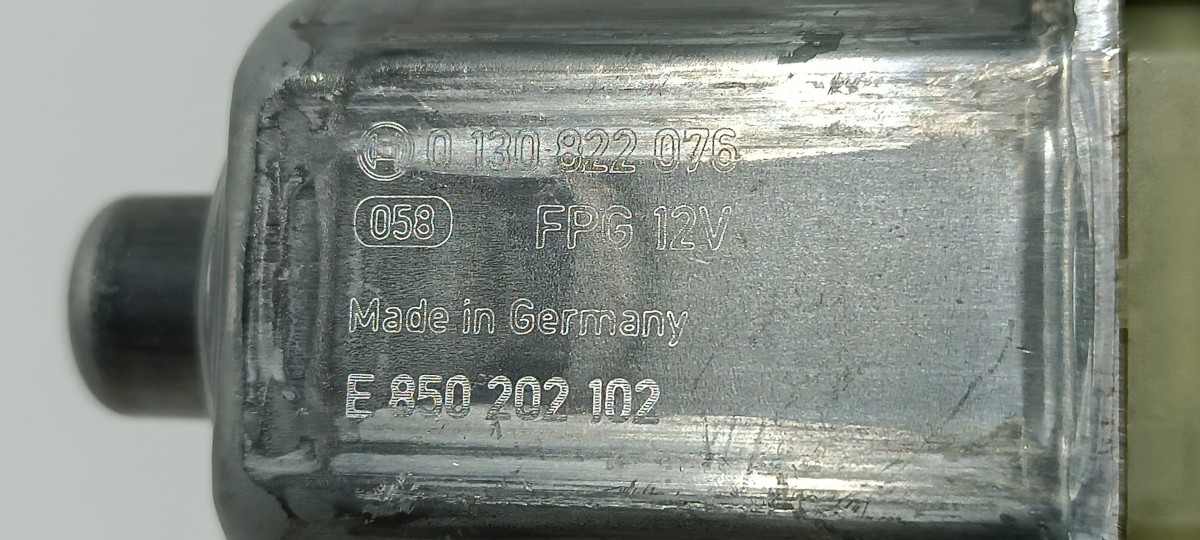 0 130 822 076
058 FPG 12V
Made in Germany
E 850 202 102